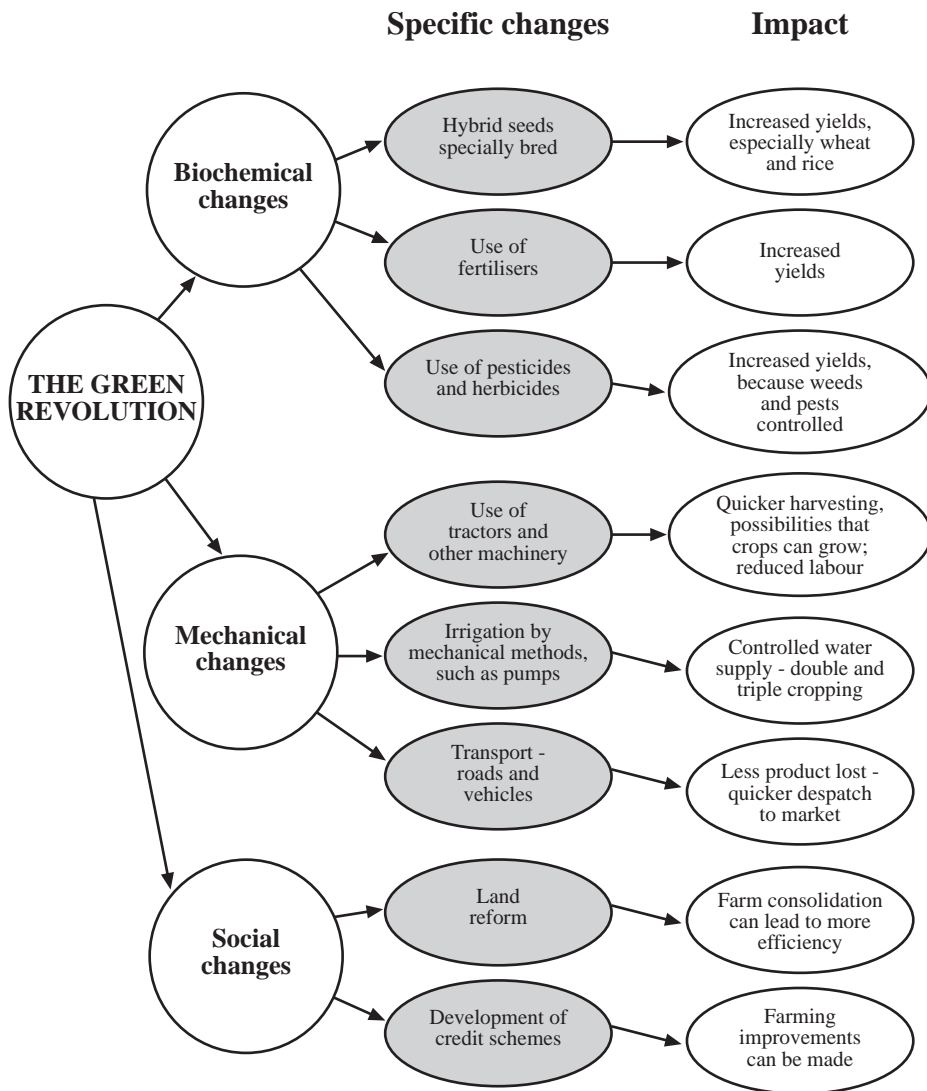 Specific changes
Impact
THE GREEN
REVOLUTION
Biochemical
changes
Hybrid seeds
specially bred
Increased yields,
especially wheat
and rice
Use of
fertilisers
Increased
yields
Use of pesticides
and herbicides
Increased yields,
because weeds
and pests
controlled
Mechanical
changes
Use of
tractors and
other machinery
Quicker harvesting,
possibilities that
crops can grow;
reduced labour
Irrigation by
mechanical methods,
such as pumps
Controlled water
supply - double and
triple cropping
Transport -
roads and
vehicles
Less product lost -
quicker despatch
to market
Social
changes
Land
reform
Farm consolidation
can lead to more
efficiency
Development of
credit schemes
Farming
improvements
can be made